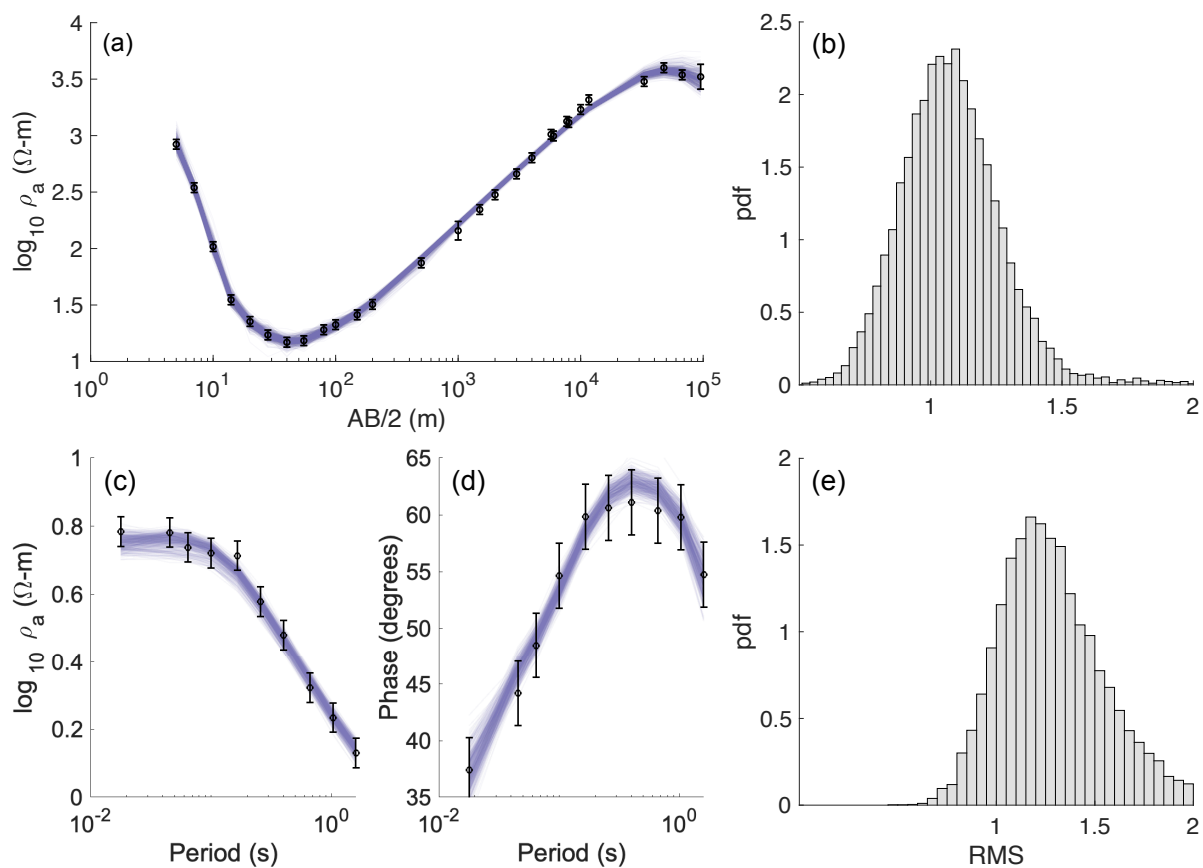 (a)
log10 ρa (Ω-m)
4
3.5
3
2.5
2
1.5
1
10^0 10^1 10^2 10^3 10^4 10^5
AB/2 (m)
(b)
pdf
2.5
2
1.5
1
0.5
0
1 1.5 2
(c)
log10 ρa (Ω-m)
1
0.8
0.6
0.4
0.2
0
10^-2 10^0
Period (s)
(d)
Phase (degrees)
65
60
55
50
45
40
35
10^-2 10^0
Period (s)
(e)
pdf
2
1.5
1
0.5
0
1 1.5 2
RMS